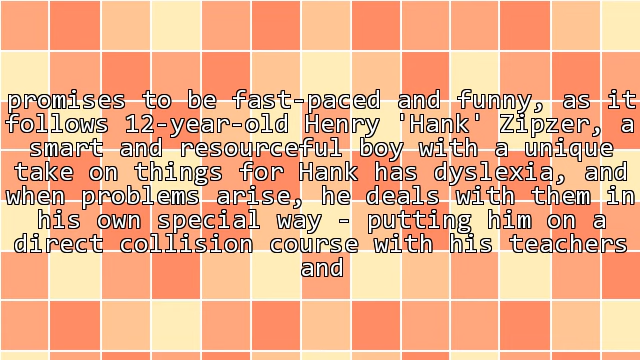 promises to be fast-paced and funny, as it
follows 12-year-old Henry 'Hank' Zipzer, a
smart and resourceful boy with a unique
take on things for Hank has dyslexia, and
when problems arise, he deals with them in
his own special way - putting him on a
direct collision course with his teachers
and